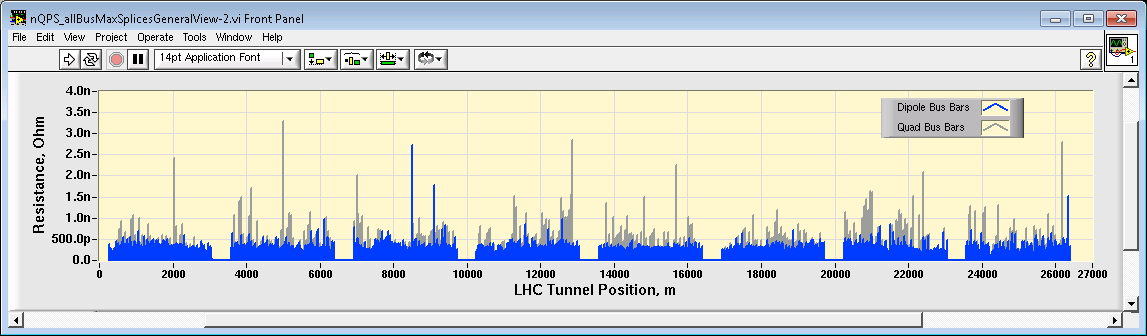 nQPS_allBusMaxSplicesGeneralView-2.vi Front Panel
File Edit View Project Operate Tools Window Help
14pt Application Font
?
1
4.0n
3.5n
3.0n
2.5n
2.0n
1.5n
1.0n
500.0p
0.0
Resistance, Ohm
Dipole Bus Bars
Quad Bus Bars
0 2000 4000 6000 8000 10000 12000 14000 16000 18000 20000 22000 24000 26000 27000
LHC Tunnel Position, m